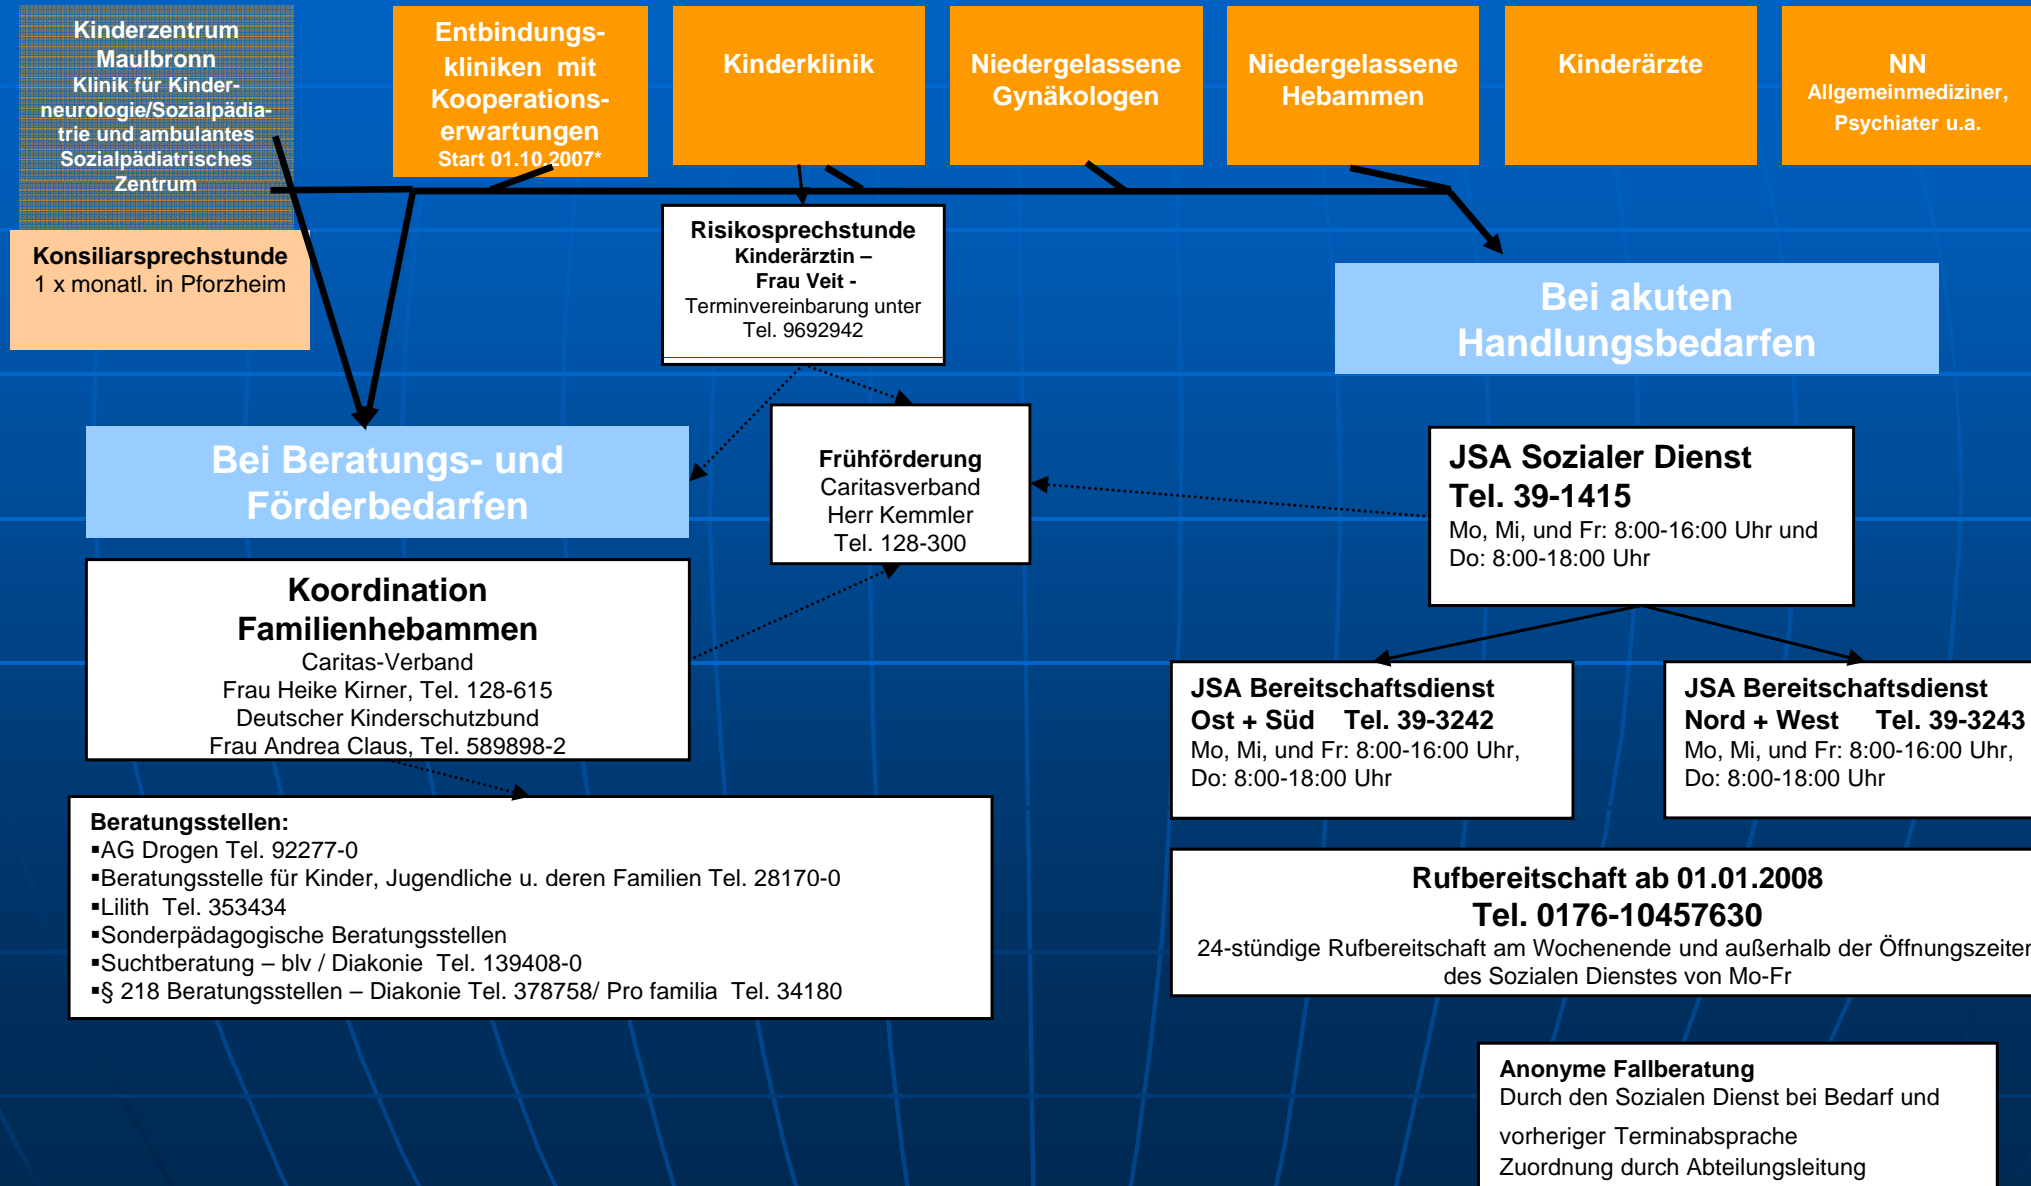 Kinderzentrum
Maulbronn
Klinik für Kinder-
neurologie/Sozialpädia-
trie und ambulantes
Sozialpädiatrisches
Zentrum
Entbindungs-
kliniken mit
Kooperations-
erwartungen
Start 01.10.2007*
Kinderklinik
Niedergelassene
Gynäkologen
Niedergelassene
Hebammen
Kinderärzte
NN
Allgemeinmediziner,
Psychiater u.a.
Konsiliarsprechstunde
1 x monatl. in Pforzheim
Risikosprechstunde
Kinderärztin –
Frau Veit -
Terminvereinbarung unter
Tel. 9692942
Bei akuten
Handlungsbedarfen
Bei Beratungs- und
Förderbedarfen
Frühförderung
Caritasverband
Herr Kemmler
Tel. 128-300
JSA Sozialer Dienst
Tel. 39-1415
Mo, Mi, und Fr: 8:00-16:00 Uhr und
Do: 8:00-18:00 Uhr
Koordination
Familienhebammen
Caritas-Verband
Frau Heike Kirner, Tel. 128-615
Deutscher Kinderschutzbund
Frau Andrea Claus, Tel. 589898-2
JSA Bereitschaftsdienst
Ost + Süd Tel. 39-3242
Mo, Mi, und Fr: 8:00-16:00 Uhr,
Do: 8:00-18:00 Uhr
JSA Bereitschaftsdienst
Nord + West Tel. 39-3243
Mo, Mi, und Fr: 8:00-16:00 Uhr,
Do: 8:00-18:00 Uhr
Beratungsstellen:
▪AG Drogen Tel. 92277-0
▪Beratungsstelle für Kinder, Jugendliche u. deren Familien Tel. 28170-0
▪Lilith Tel. 353434
▪Sonderpädagogische Beratungsstellen
▪Suchtberatung – blv / Diakonie Tel. 139408-0
▪§ 218 Beratungsstellen – Diakonie Tel. 378758/ Pro familia Tel. 34180
Rufbereitschaft ab 01.01.2008
Tel. 0176-10457630
24-stündige Rufbereitschaft am Wochenende und außerhalb der Öffnungszeiten
des Sozialen Dienstes von Mo-Fr
Anonyme Fallberatung
Durch den Sozialen Dienst bei Bedarf und
vorheriger Terminabsprache
Zuordnung durch Abteilungsleitung